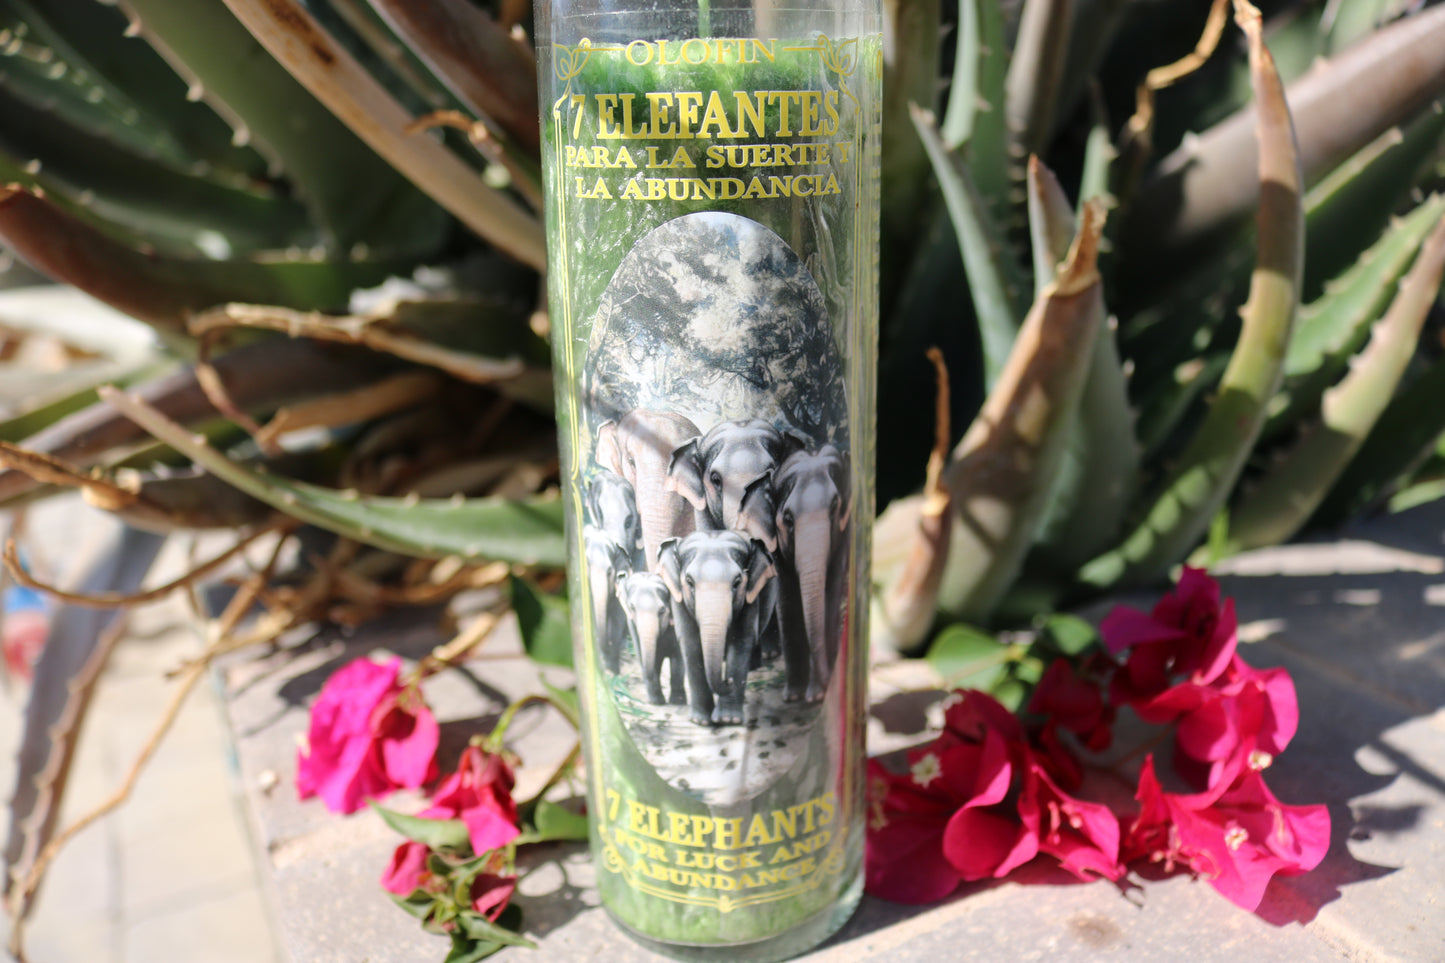 OLOFIN
7 ELEFANTES
PARA LA SUERTE Y
LA ABUNDANCIA
7 ELEPHANTS
FOR LUCK AND
ABUNDANCE